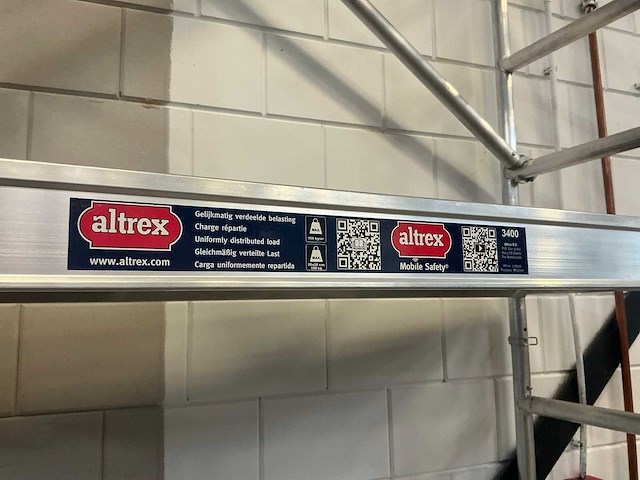 altrex
www.altrex.com
Gelijkmatig verdeelde belasting
Charge répartie
Uniformly distributed load
Gleichmäßig verteilte Last
Carga uniformemente repartida
altrex
Mobile Safety®
3400